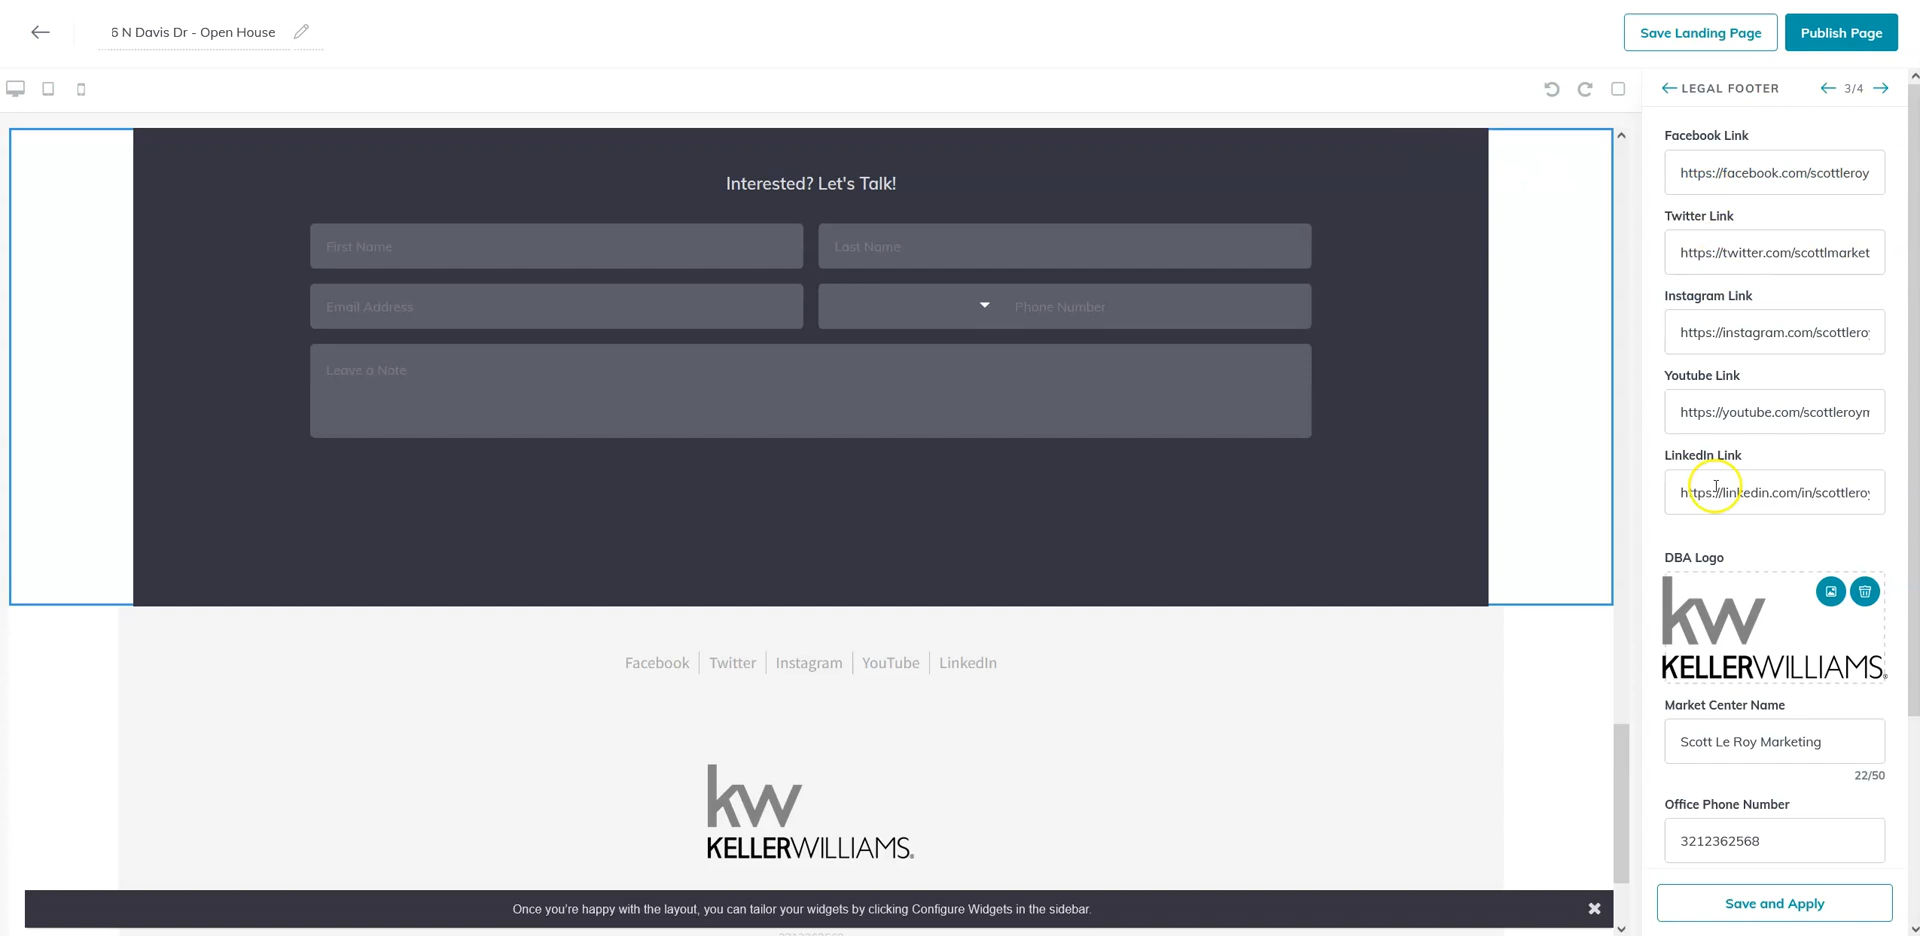 6 N Davis Dr - Open House
Save Landing Page
Publish Page
LEGAL FOOTER
3/4
Interested? Let's Talk!
First Name
Last Name
Email Address
Phone Number
Leave a Note
Facebook Twitter Instagram YouTube LinkedIn
kw
KELLERWILLIAMS®
3212362568
Once you're happy with the layout, you can tailor your widgets by clicking Configure Widgets in the sidebar.
Facebook Link
https://facebook.com/scottleroy
Twitter Link
https://twitter.com/scottlmarket
Instagram Link
https://instagram.com/scottlero
Youtube Link
https://youtube.com/scottleroyn
LinkedIn Link
https://linkedin.com/in/scottleroy
DBA Logo
kw
KELLERWILLIAMS®
Market Center Name
Scott Le Roy Marketing
22/50
Office Phone Number
3212362568
Save and Apply